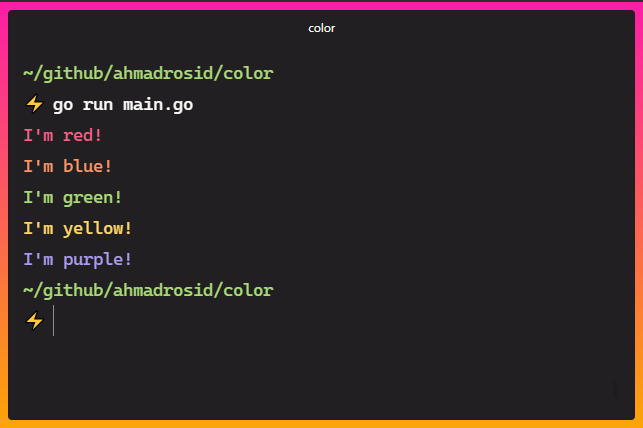 color
~/github/ahmadrosid/color
⚡ go run main.go
I'm red!
I'm blue!
I'm green!
I'm yellow!
I'm purple!
~/github/ahmadrosid/color
⚡